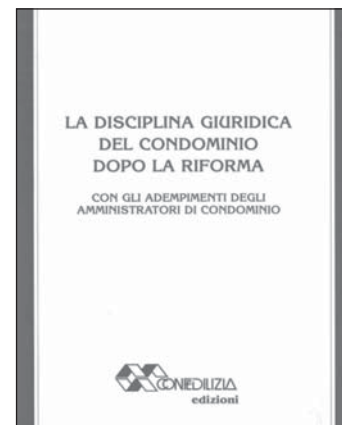 LA DISCIPLINA GIURIDICA
DEL CONDOMINIO
DOPO LA RIFORMA
CON GLI ADEMPIMENTI DEGLI
AMMINISTRATORI DI CONDOMINIO
CONFEDILIZIA
edizioni